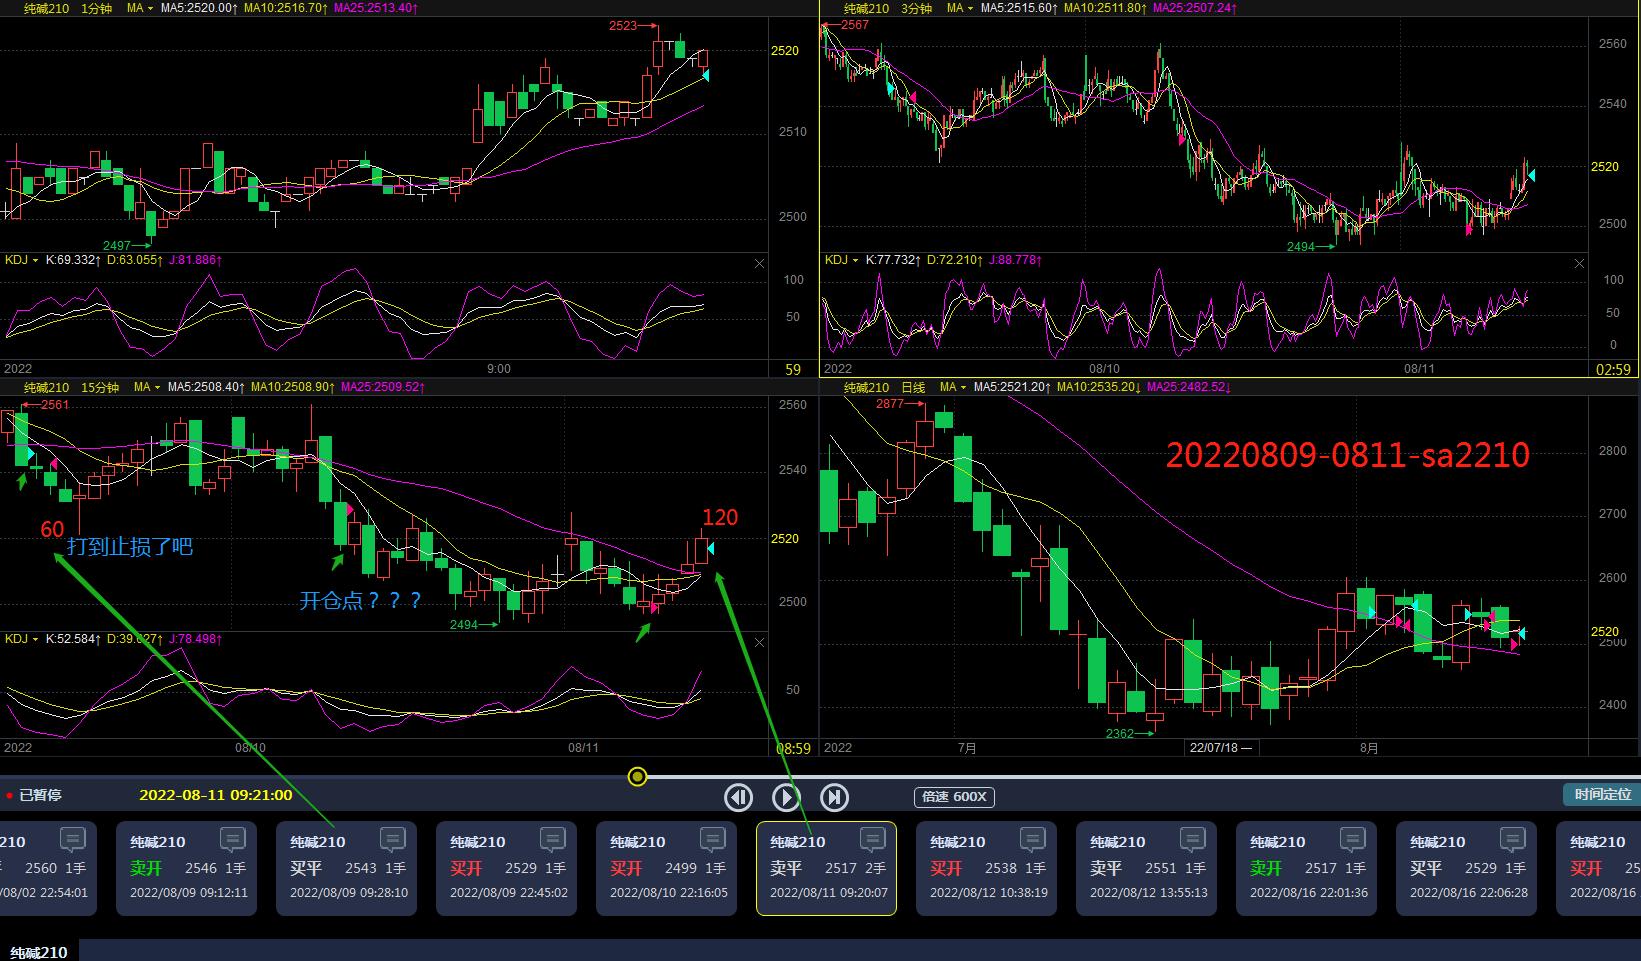 纯碱210 1分钟 MA MA5:2520.00↑ MA10:2516.70↑ MA25:2513.40↑
2523
2520
2510
2500
2497
KDJ K:69.332↑ D:63.055↑ J:81.886↑
100
50
2022 9:00 59
纯碱210 3分钟 MA MA5:2515.60↑ MA10:2511.80↑ MA25:2507.24↑
2567
2560
2540
2520
2500
2494
KDJ K:77.732↑ D:72.210↑ J:88.778↑
100
50
0
2022 08/10 08/11 02:59
纯碱210 15分钟 MA MA5:2508.40↑ MA10:2508.90↑ MA25:2509.52↑
2561
2560
2540
2520
2500
60
打到止损了吧
开仓点？？？
120
2494
KDJ K:52.584↑ D:39.627↑ J:78.498↑
50
2022 08/10 08/11 08:59
纯碱210 日线 MA MA5:2521.20↑ MA10:2535.20↓ MA25:2482.52↓
2877
20220809-0811-sa2210
2800
2700
2600
2520
2500
2400
2362
2022 7月 22/07/18 一 8月
已暂停 2022-08-11 09:21:00 倍速 600X 时间定位
210
2560 1手
/08/02 22:54:01
纯碱210
卖开 2546 1手
2022/08/09 09:12:11
纯碱210
买平 2543 1手
2022/08/09 09:28:10
纯碱210
买开 2529 1手
2022/08/09 22:45:02
纯碱210
买开 2499 1手
2022/08/10 22:16:05
纯碱210
卖平 2517 2手
2022/08/11 09:20:07
纯碱210
买开 2538 1手
2022/08/12 10:38:19
纯碱210
卖平 2551 1手
2022/08/12 13:55:13
纯碱210
卖开 2517 1手
2022/08/16 22:01:36
纯碱210
买平 2529 1手
2022/08/16 22:06:28
纯碱210
买开 25
2022/08/16
纯碱210